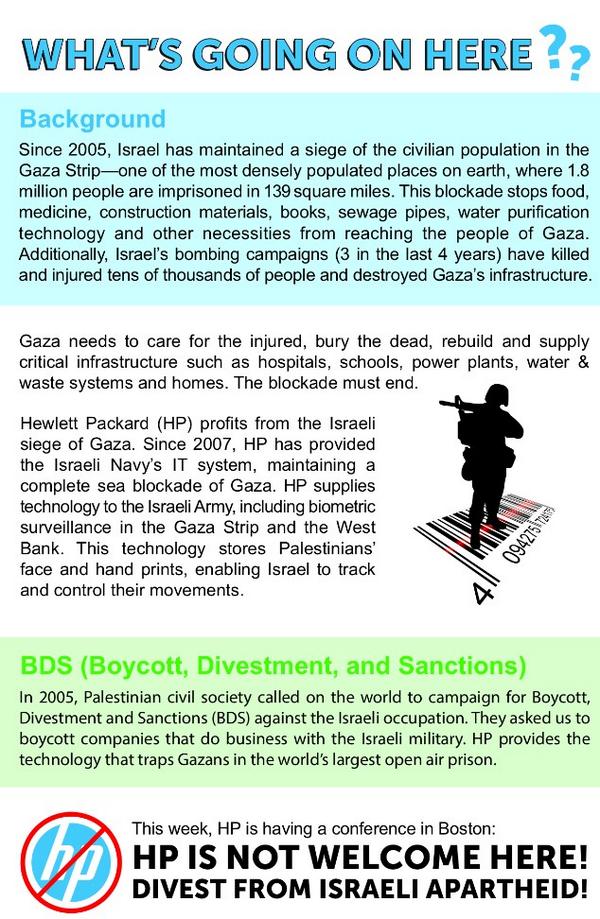 WHAT'S GOING ON HERE??
Background
Since 2005, Israel has maintained a siege of the civilian population in the
Gaza Strip—one of the most densely populated places on earth, where 1.8
million people are imprisoned in 139 square miles. This blockade stops food,
medicine, construction materials, books, sewage pipes, water purification
technology and other necessities from reaching the people of Gaza.
Additionally, Israel's bombing campaigns (3 in the last 4 years) have killed
and injured tens of thousands of people and destroyed Gaza's infrastructure.
Gaza needs to care for the injured, bury the dead, rebuild and supply
critical infrastructure such as hospitals, schools, power plants, water &
waste systems and homes. The blockade must end.
Hewlett Packard (HP) profits from the Israeli
siege of Gaza. Since 2007, HP has provided
the Israeli Navy's IT system, maintaining a
complete sea blockade of Gaza. HP supplies
technology to the Israeli Army, including biometric
surveillance in the Gaza Strip and the West
Bank. This technology stores Palestinians'
face and hand prints, enabling Israel to track
and control their movements.
4
BDS (Boycott, Divestment, and Sanctions)
In 2005, Palestinian civil society called on the world to campaign for Boycott,
Divestment and Sanctions (BDS) against the Israeli occupation. They asked us to
boycott companies that do business with the Israeli military. HP provides the
technology that traps Gazans in the world's largest open air prison.
hp
This week, HP is having a conference in Boston:
HP IS NOT WELCOME HERE!
DIVEST FROM ISRAELI APARTHEID!